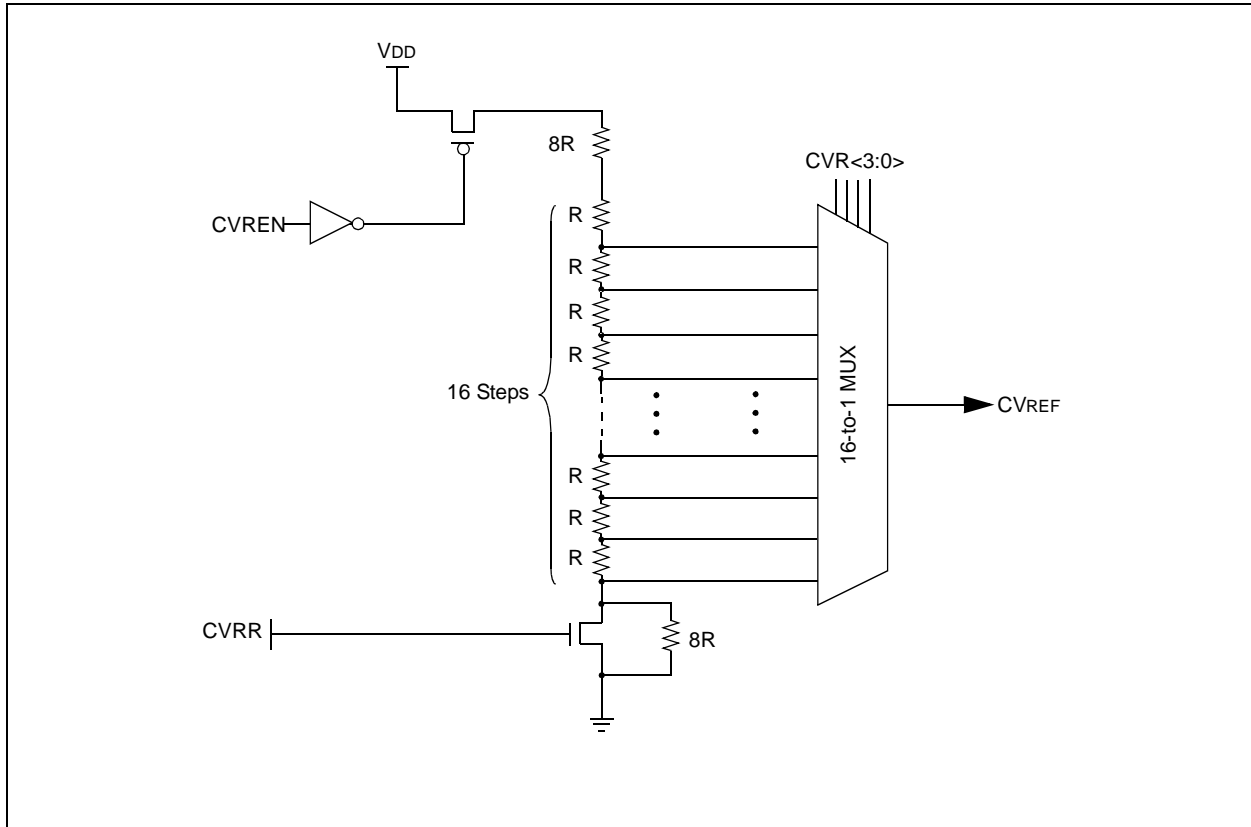 VDD
8R
CVR<3:0>
CVREN
R
R
R
R
16 Steps
16-to-1 MUX
CVREF
R
R
R
CVRR
8R